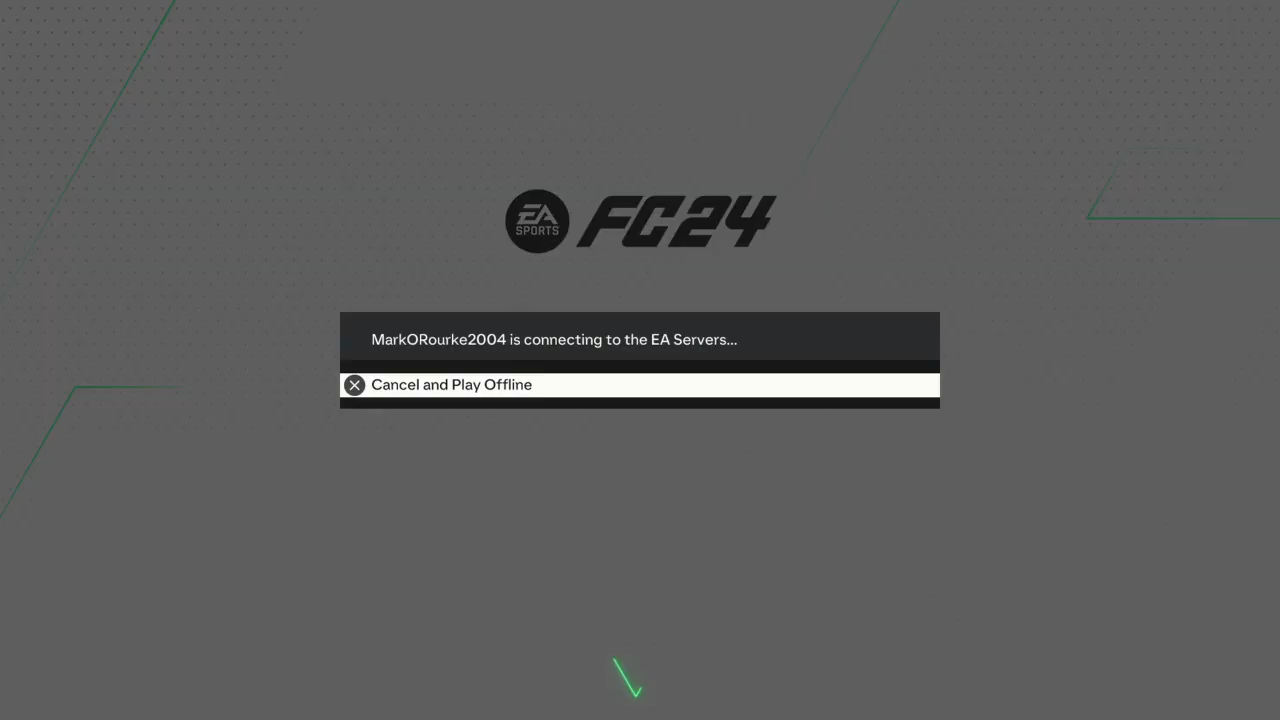 EA
SPORTS
FC24
MarkORourke2004 is connecting to the EA Servers...
Cancel and Play Offline